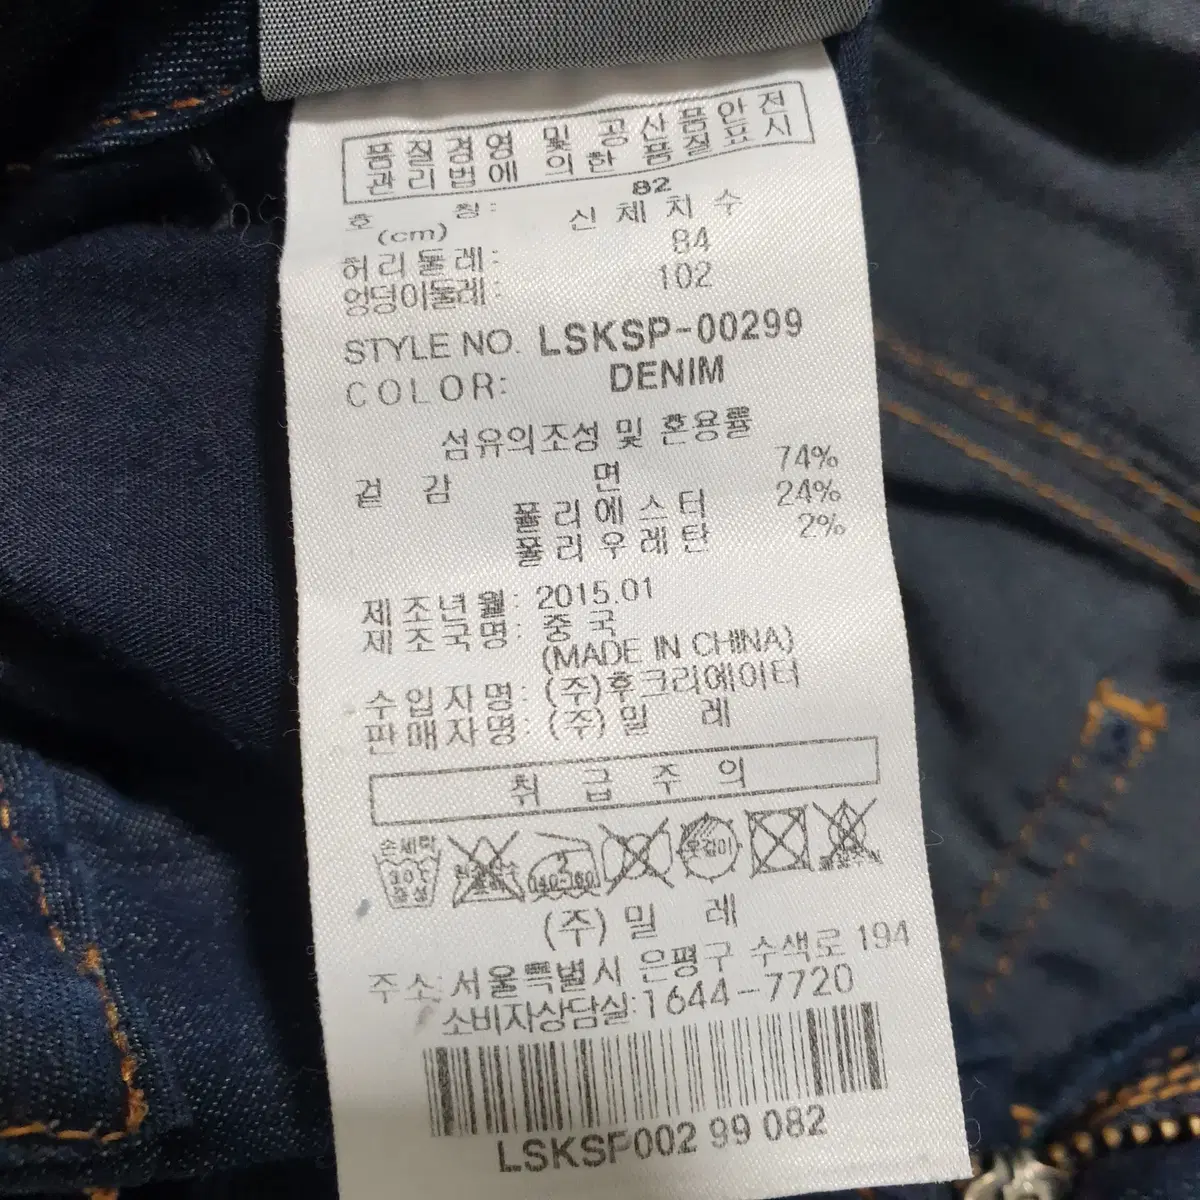 품질경영 및 공산품안전
관리법에 의한 품질표시
호 칭: 82
(cm) 신체치수
허리둘레: 84
엉덩이둘레: 102
STYLE NO. LSKSP-00299
COLOR: DENIM
섬유의조성 및 혼용률
겉 감 면 74%
폴리에스터 24%
폴리우레탄 2%
제조년월: 2015.01
제조국명: 중국
(MADE IN CHINA)
수입자명: (주)후크리에이터
판매자명: (주)밀 레
취 급 주 의
손세탁
30℃
중성
140~160
옷걸이
(주) 밀 레
주소:서울특별시 은평구 수색로 194
소비자상담실:1644-7720
LSKSP002 99 082